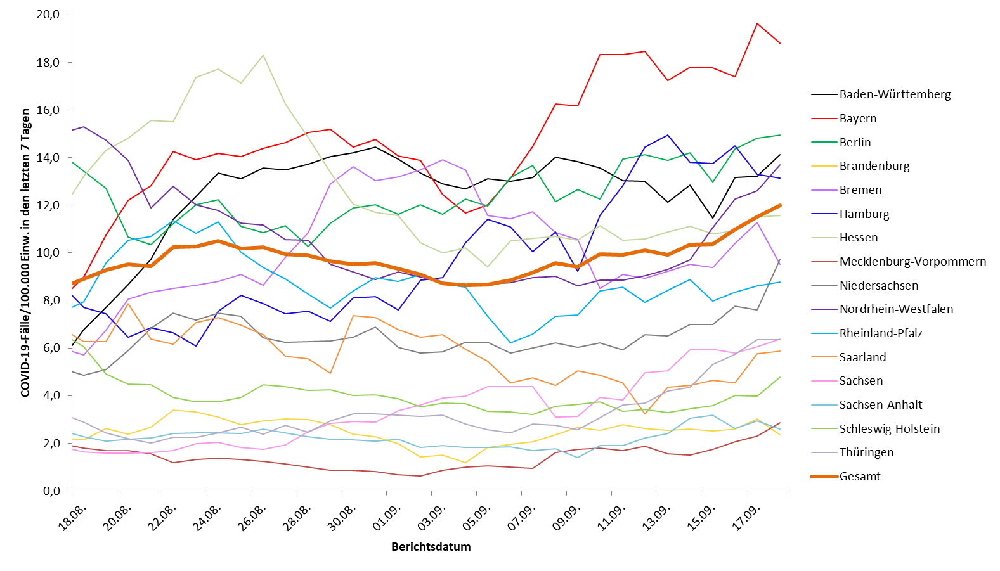 COVID-19-Fälle/100.000 Einw. in den letzten 7 Tagen
20,0
18,0
16,0
14,0
12,0
10,0
8,0
6,0
4,0
2,0
0,0
18.08.
20.08.
22.08.
24.08.
26.08.
28.08.
30.08.
01.09.
03.09.
05.09.
07.09.
09.09.
11.09.
13.09.
15.09.
17.09.
Berichtsdatum
Baden-Württemberg
Bayern
Berlin
Brandenburg
Bremen
Hamburg
Hessen
Mecklenburg-Vorpommern
Niedersachsen
Nordrhein-Westfalen
Rheinland-Pfalz
Saarland
Sachsen
Sachsen-Anhalt
Schleswig-Holstein
Thüringen
Gesamt